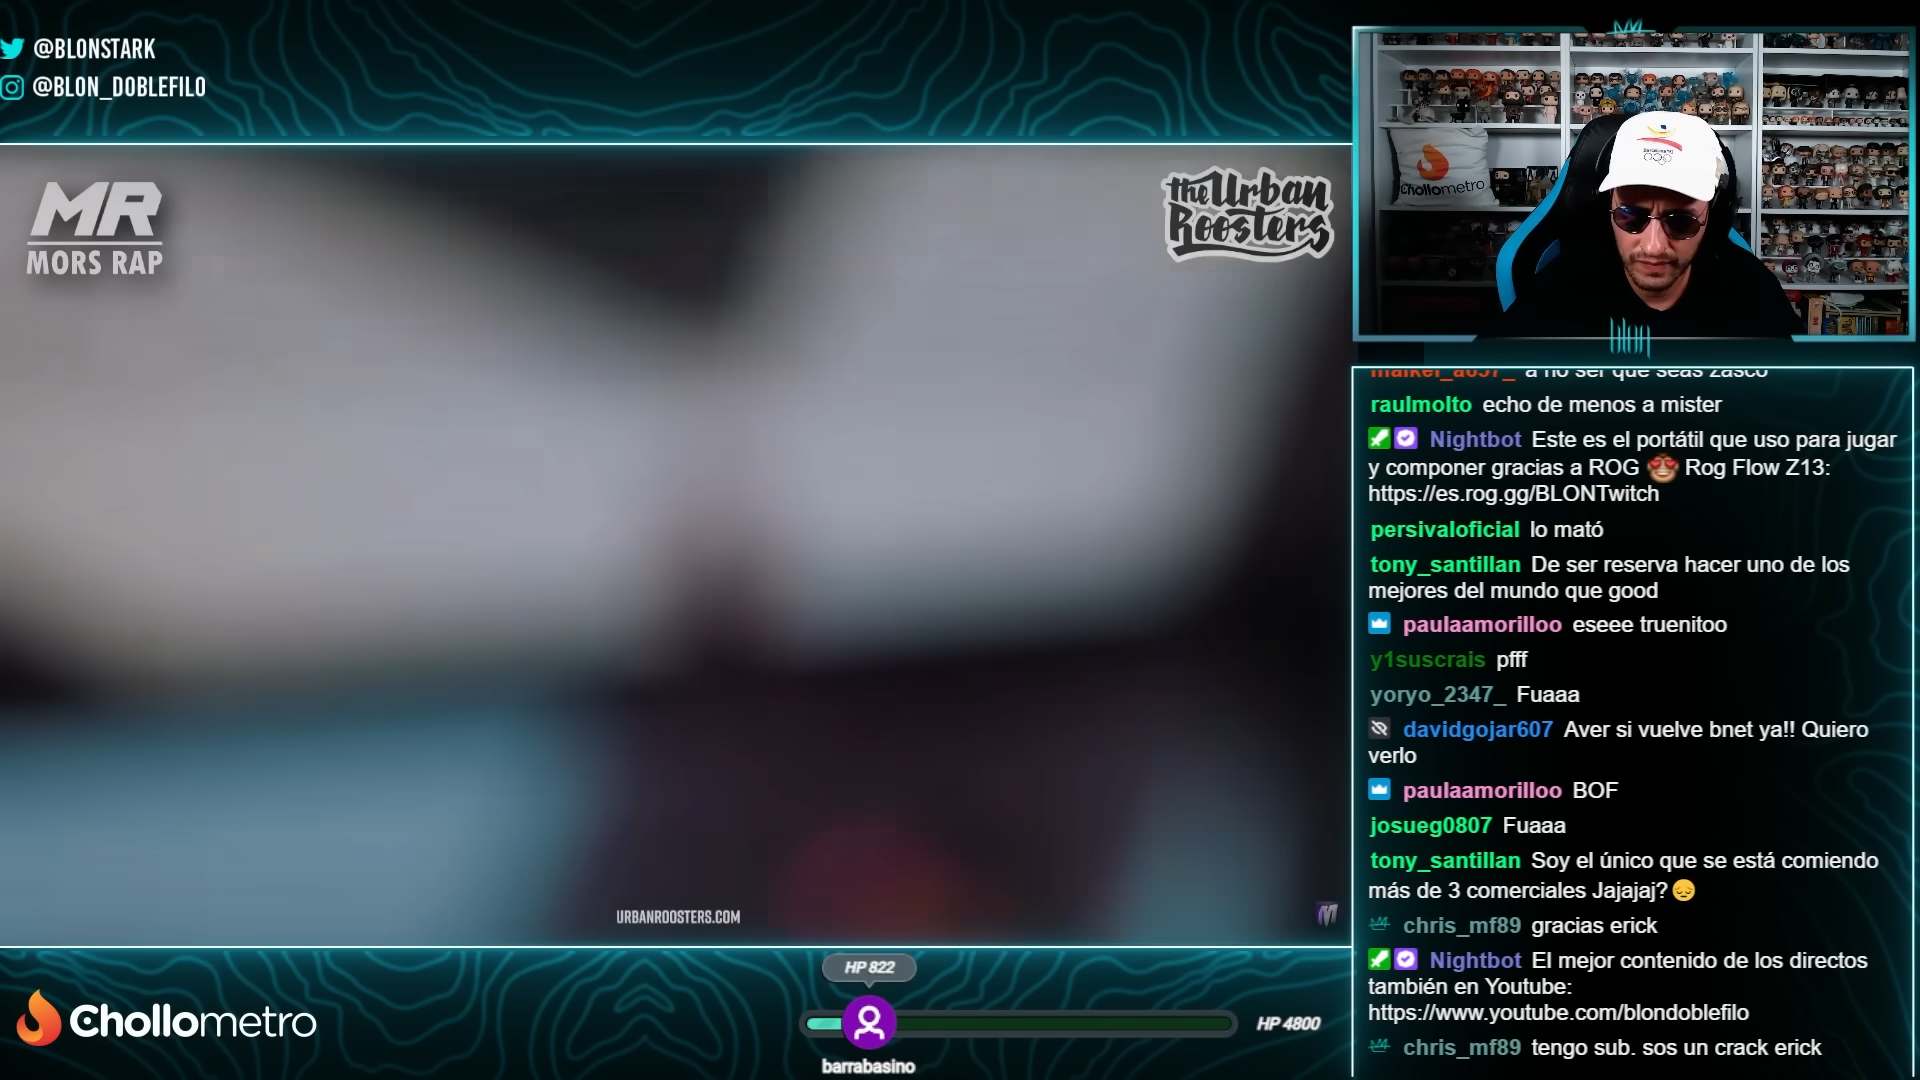 @BLONSTARK
@BLON_DOBLEFILO
MR
MORS RAP
the Urban
Roosters
URBANROOSTERS.COM
Chollometro
HP 822
HP 4800
barrabasino
Chollometro
blon
a no ser que seas zasco
raulmolto echo de menos a mister
Nightbot Este es el portátil que uso para jugar
y componer gracias a ROG Rog Flow Z13:
https://es.rog.gg/BLONTwitch
persivaloficial lo mató
tony_santillan De ser reserva hacer uno de los
mejores del mundo que good
paulaamorilloo eseee truenitoo
y1suscrais pfff
yoryo_2347_ Fuaaa
davidgojar607 Aver si vuelve bnet ya!! Quiero
verlo
paulaamorilloo BOF
josueg0807 Fuaaa
tony_santillan Soy el único que se está comiendo
más de 3 comerciales Jajajaj?
chris_mf89 gracias erick
Nightbot El mejor contenido de los directos
también en Youtube:
https://www.youtube.com/blondoblefilo
chris_mf89 tengo sub. sos un crack erick